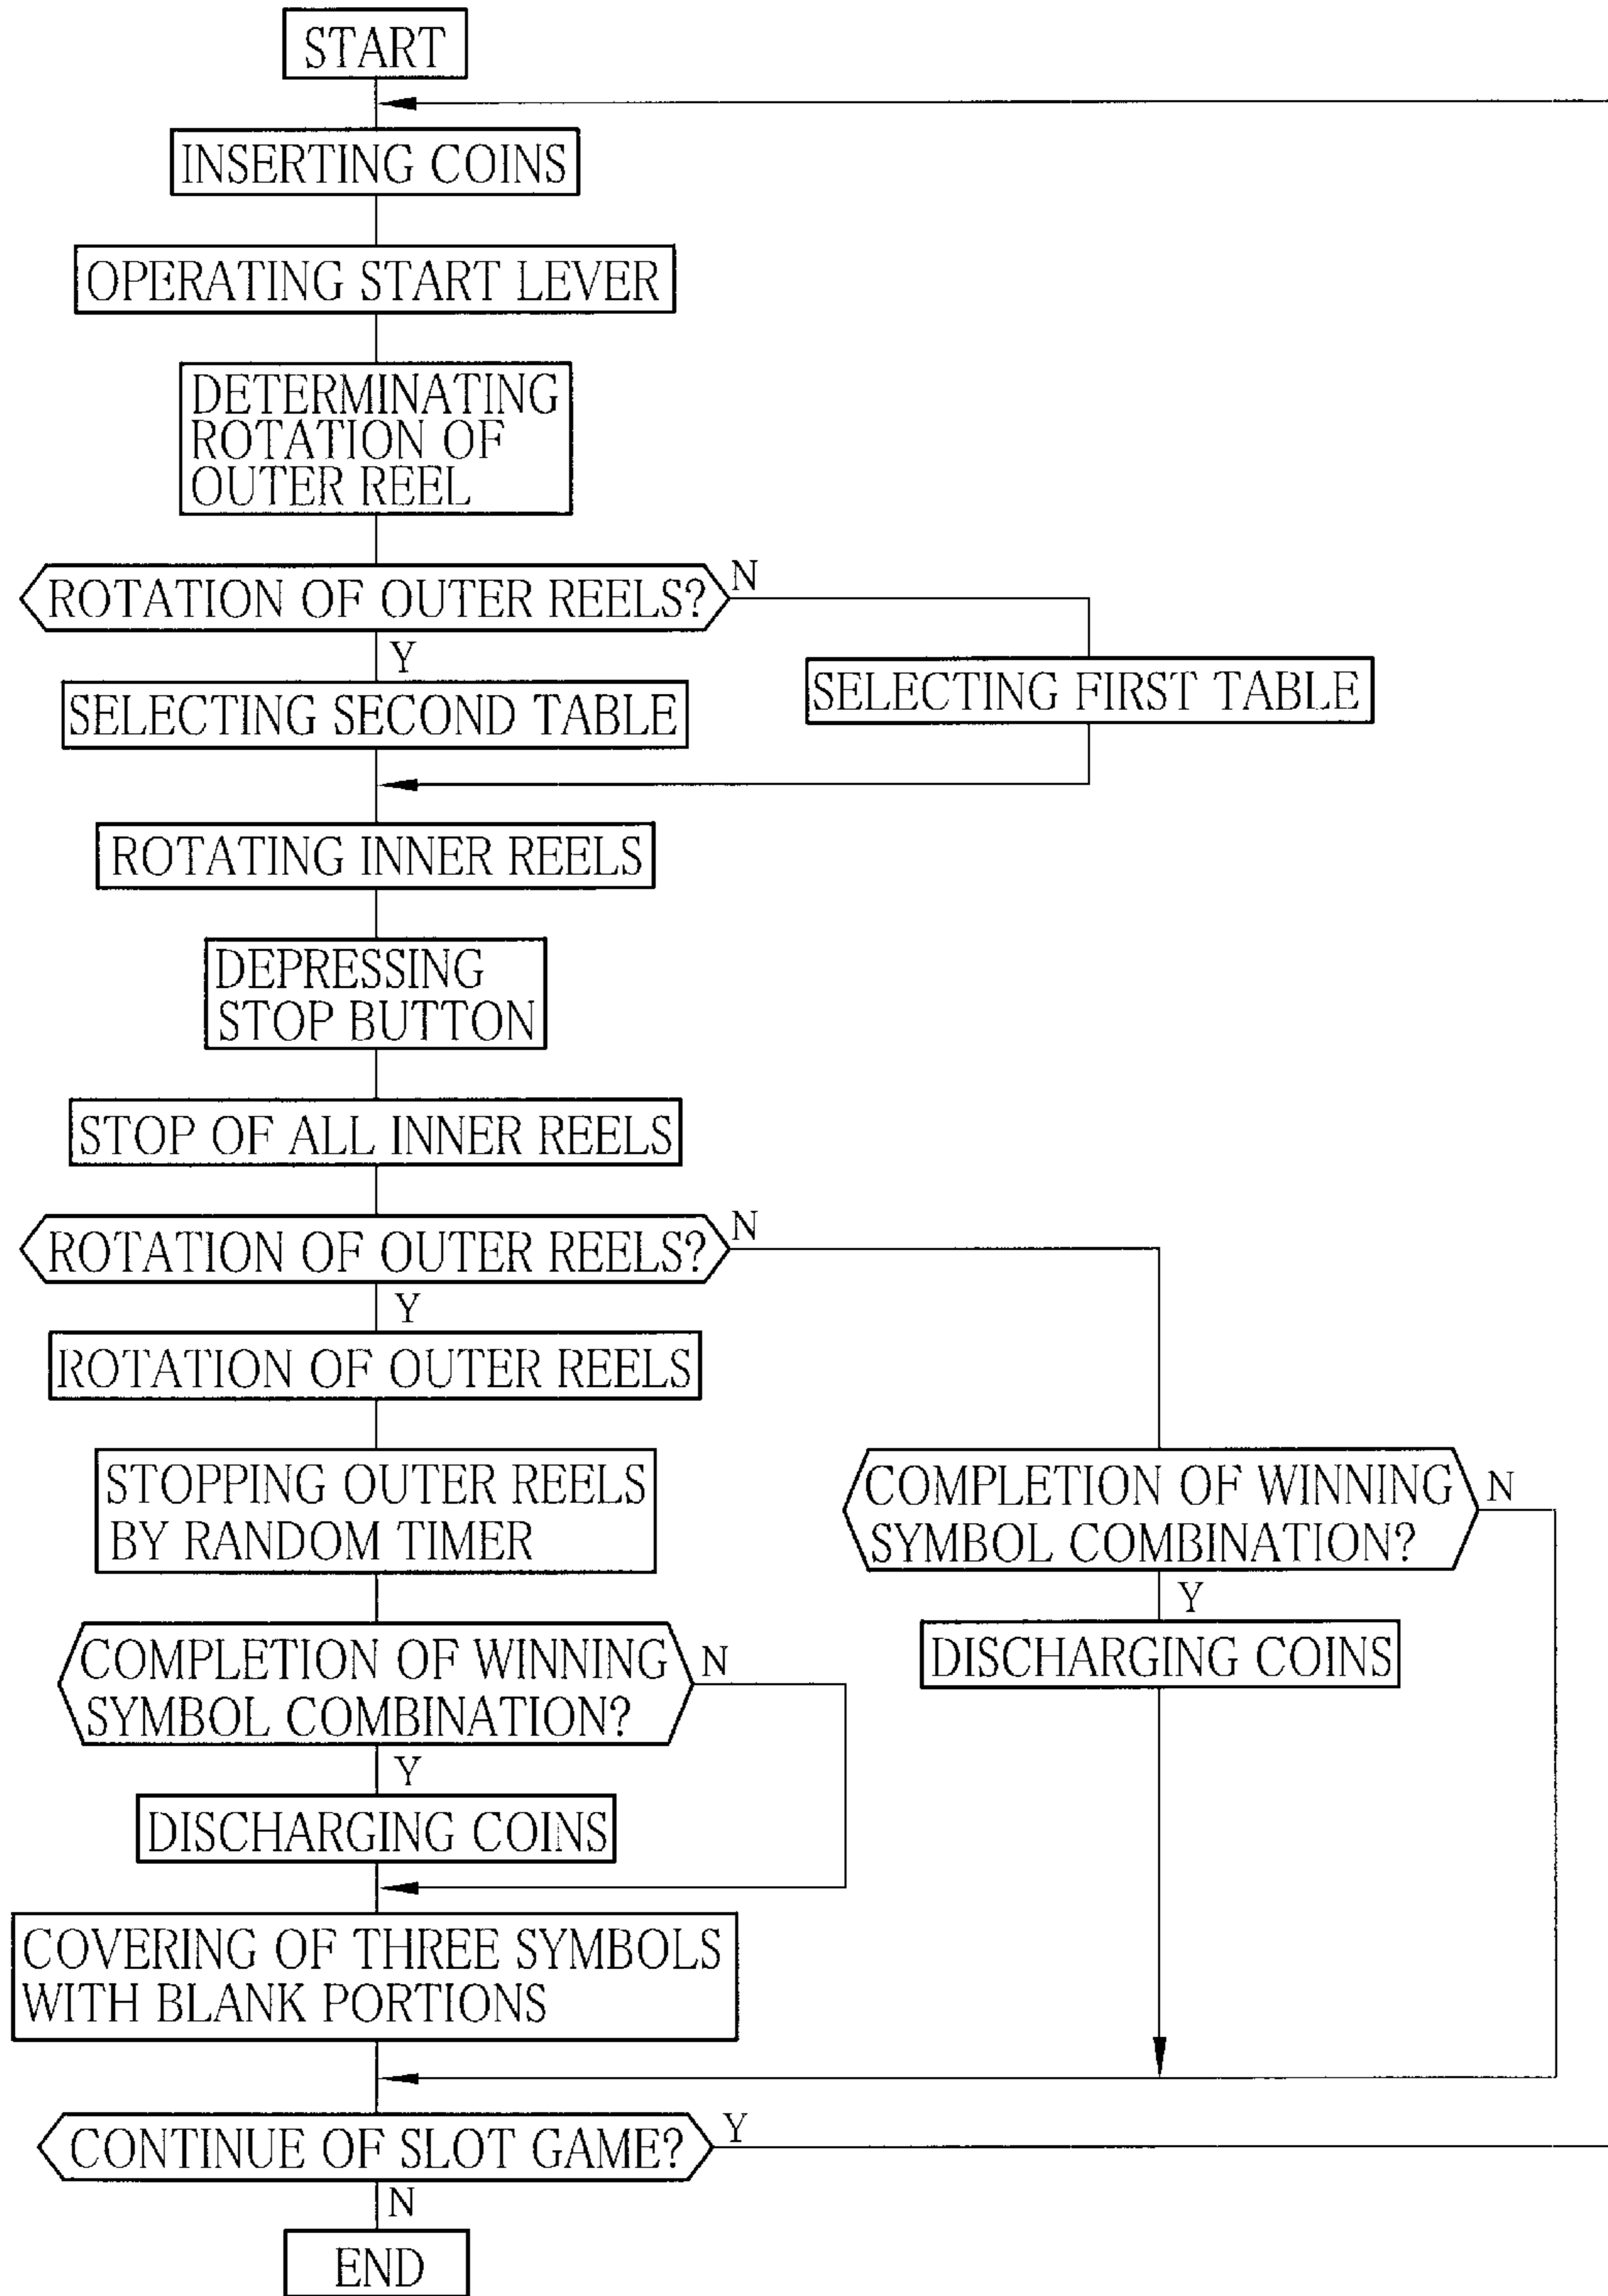 START
INSERTING COINS
OPERATING START LEVER
DETERMINATING
ROTATION OF
OUTER REEL
ROTATION OF OUTER REELS?
N
Y
SELECTING SECOND TABLE
SELECTING FIRST TABLE
ROTATING INNER REELS
DEPRESSING
STOP BUTTON
STOP OF ALL INNER REELS
ROTATION OF OUTER REELS?
N
Y
ROTATION OF OUTER REELS
STOPPING OUTER REELS
BY RANDOM TIMER
COMPLETION OF WINNING
SYMBOL COMBINATION?
N
Y
DISCHARGING COINS
COMPLETION OF WINNING
SYMBOL COMBINATION?
N
Y
DISCHARGING COINS
COVERING OF THREE SYMBOLS
WITH BLANK PORTIONS
CONTINUE OF SLOT GAME?
Y
N
END